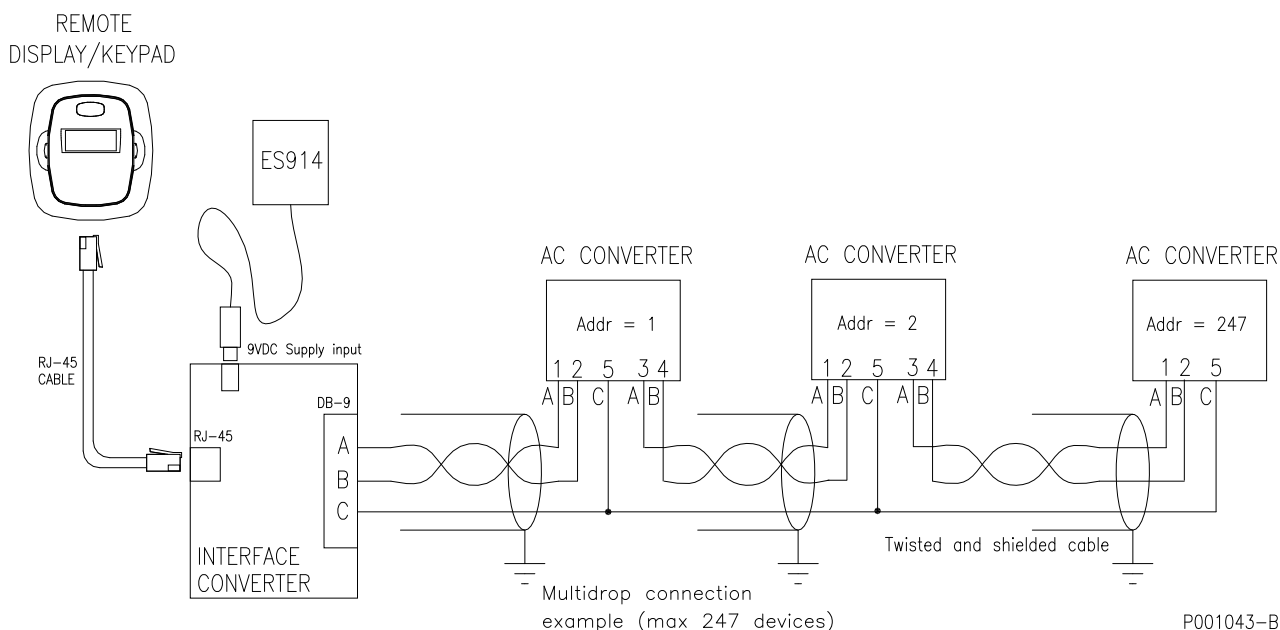 REMOTE
DISPLAY/KEYPAD
ES914
RJ-45
CABLE
9VDC Supply input
DB-9
RJ-45
A
B
C
INTERFACE
CONVERTER
AC CONVERTER
Addr = 1
1 2 5 3 4
A B C A B
AC CONVERTER
Addr = 2
1 2 5 3 4
A B C A B
AC CONVERTER
Addr = 247
1 2 5
A B C
Twisted and shielded cable
Multidrop connection
example (max 247 devices)
P001043-B